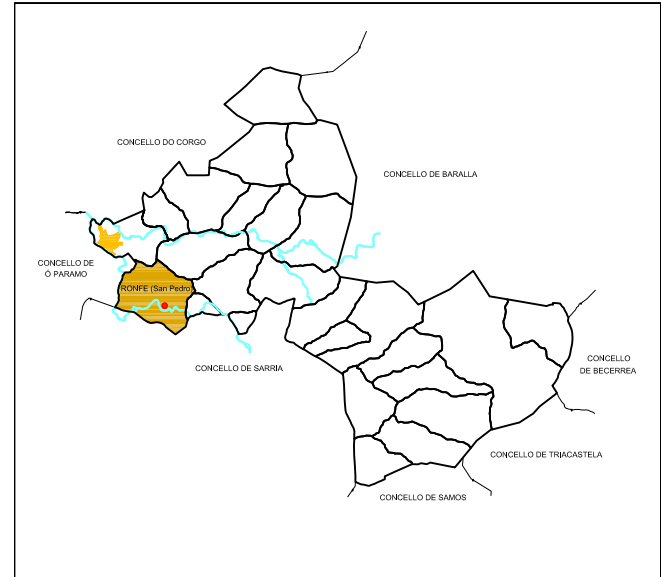 CONCELLO DO CORGO
CONCELLO DE BARALLA
CONCELLO DE
Ó PARAMO
RONFE (San Pedro)
CONCELLO DE SARRIA
CONCELLO
DE BECERREA
CONCELLO DE TRIACASTELA
CONCELLO DE SAMOS